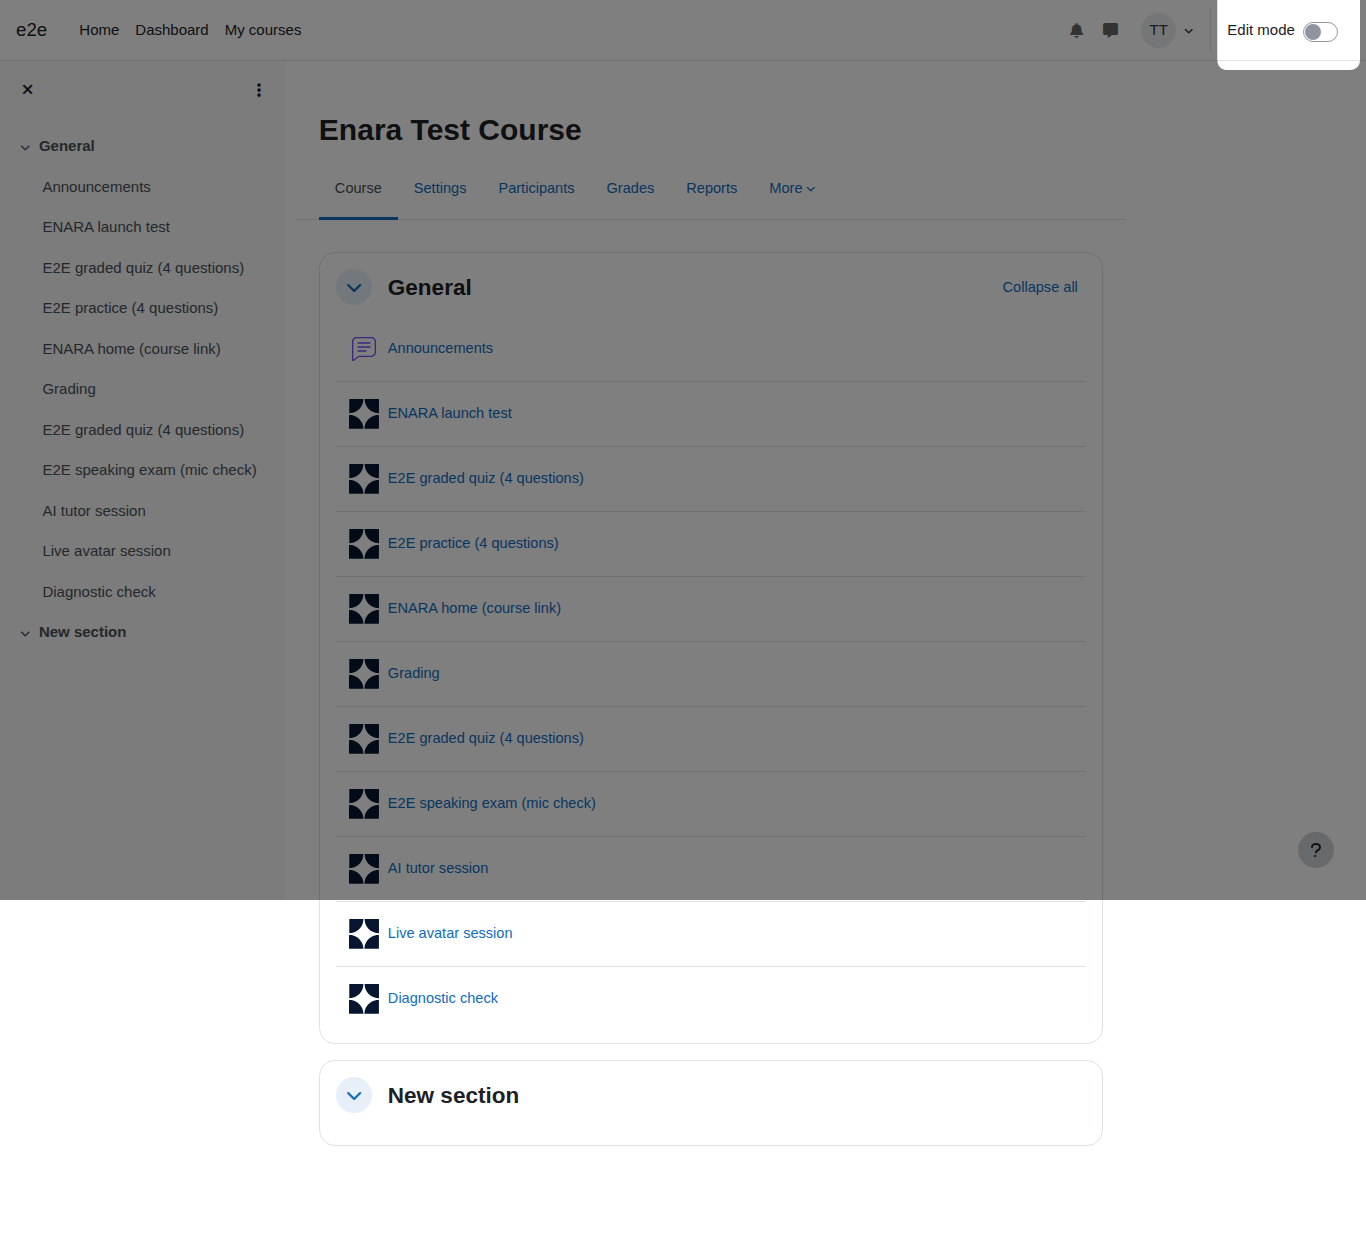 e2e Home Dashboard My courses TT Edit mode
General
Announcements
ENARA launch test
E2E graded quiz (4 questions)
E2E practice (4 questions)
ENARA home (course link)
Grading
E2E graded quiz (4 questions)
E2E speaking exam (mic check)
AI tutor session
Live avatar session
Diagnostic check
New section
Enara Test Course
Course Settings Participants Grades Reports More
General Collapse all
Announcements
ENARA launch test
E2E graded quiz (4 questions)
E2E practice (4 questions)
ENARA home (course link)
Grading
E2E graded quiz (4 questions)
E2E speaking exam (mic check)
AI tutor session
Live avatar session
Diagnostic check
New section
?